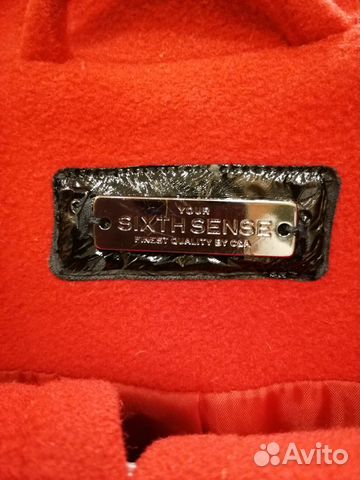 YOUR
SIXTH SENSE
FINEST QUALITY BY C&A
Avito